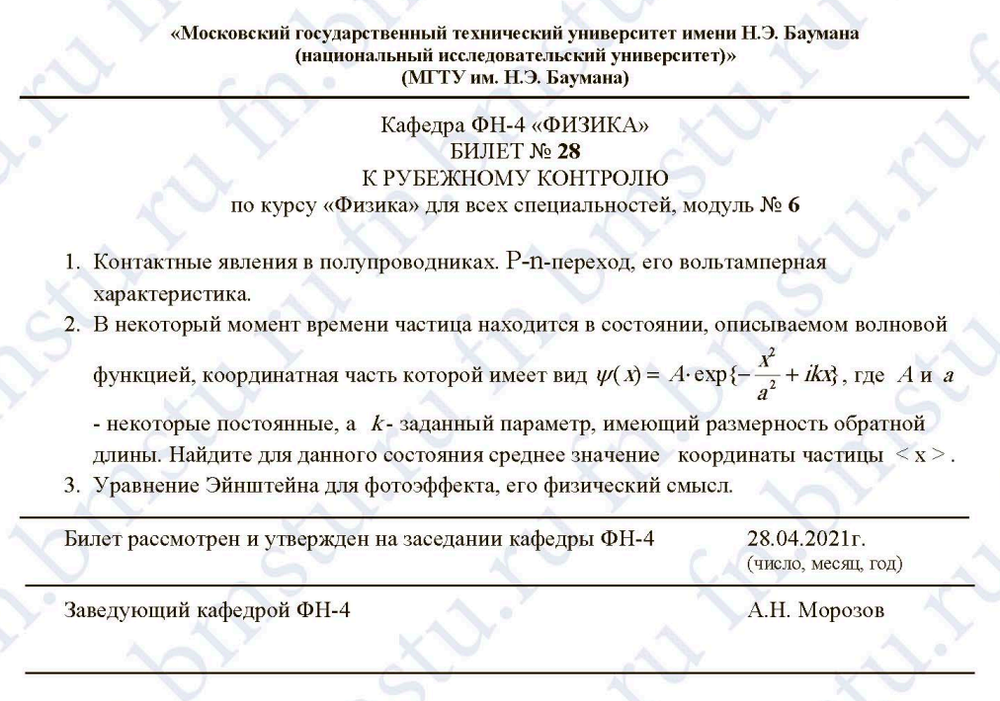 «Московский государственный технический университет имени Н.Э. Баумана
(национальный исследовательский университет)»
(МГТУ им. Н.Э. Баумана)
Кафедра ФН-4 «ФИЗИКА»
БИЛЕТ № 28
К РУБЕЖНОМУ КОНТРОЛЮ
по курсу «Физика» для всех специальностей, модуль № 6
1. Контактные явления в полупроводниках. P-n-переход, его вольтамперная
характеристика.
2. В некоторый момент времени частица находится в состоянии, описываемом волновой
функцией, координатная часть которой имеет вид ψ(x) = A·exp{−x²/a² + ikx}, где A и a
- некоторые постоянные, а k - заданный параметр, имеющий размерность обратной
длины. Найдите для данного состояния среднее значение координаты частицы < x > .
3. Уравнение Эйнштейна для фотоэффекта, его физический смысл.
Билет рассмотрен и утвержден на заседании кафедры ФН-4 28.04.2021г.
(число, месяц, год)
Заведующий кафедрой ФН-4 А.Н. Морозов
fn.bmstu.ru